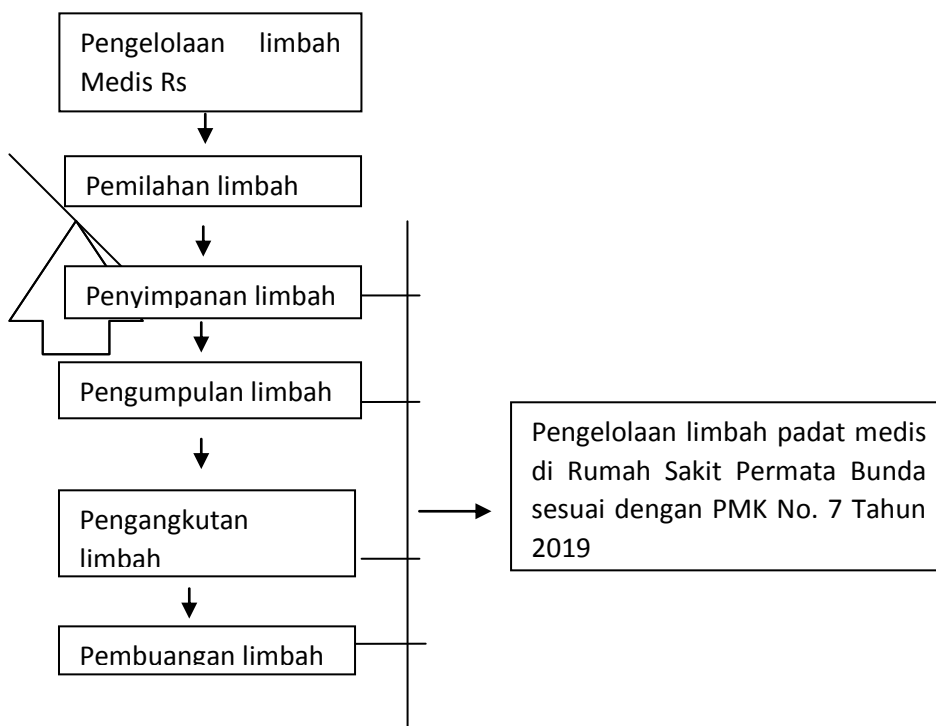 Pengelolaan limbah
Medis Rs
Pemilahan limbah
Penyimpanan limbah
Pengumpulan limbah
Pengelolaan limbah padat medis
di Rumah Sakit Permata Bunda
sesuai dengan PMK No. 7 Tahun
2019
Pengangkutan
limbah
Pembuangan limbah